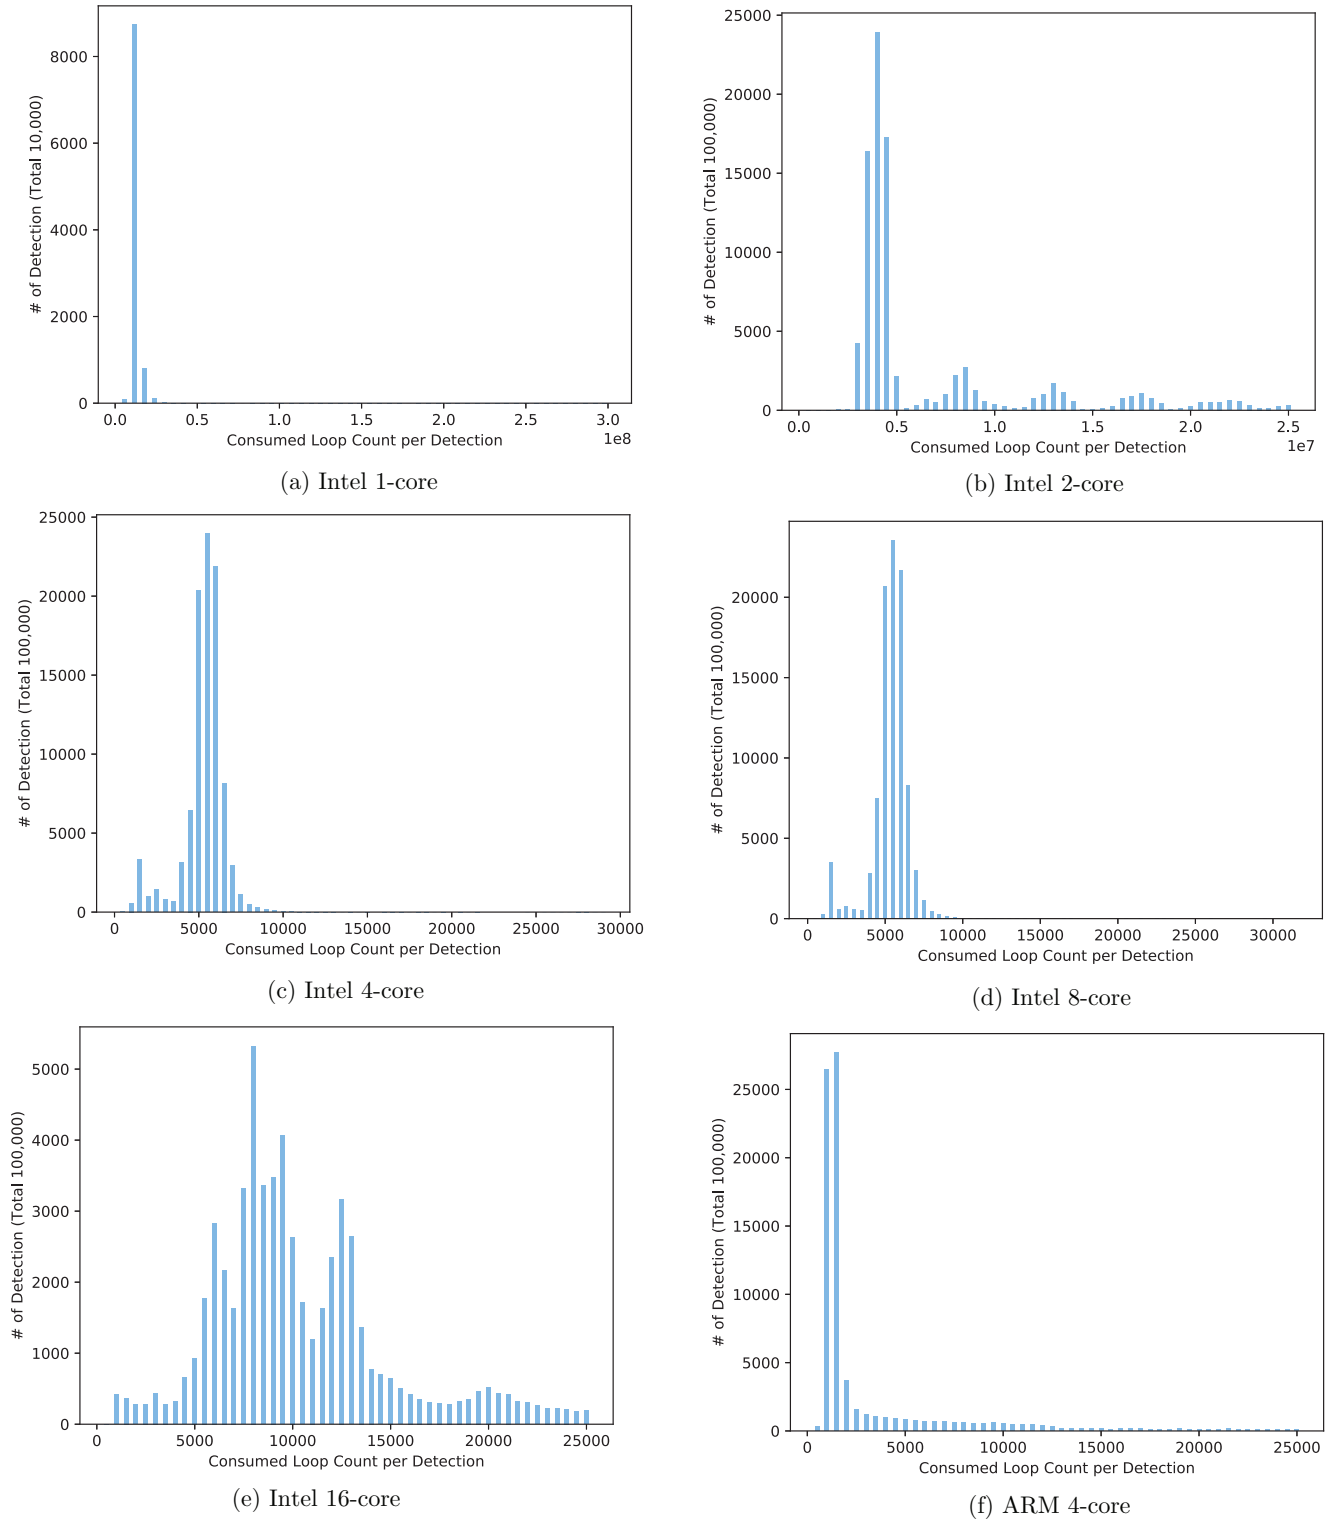 8000
6000
4000
2000
0
# of Detection (Total 10,000)
0.0 0.5 1.0 1.5 2.0 2.5 3.0
1e8
Consumed Loop Count per Detection
(a) Intel 1-core
25000
20000
15000
10000
5000
0
# of Detection (Total 100,000)
0.0 0.5 1.0 1.5 2.0 2.5
1e7
Consumed Loop Count per Detection
(b) Intel 2-core
25000
20000
15000
10000
5000
0
# of Detection (Total 100,000)
0 5000 10000 15000 20000 25000 30000
Consumed Loop Count per Detection
(c) Intel 4-core
20000
15000
10000
5000
0
# of Detection (Total 100,000)
0 5000 10000 15000 20000 25000 30000
Consumed Loop Count per Detection
(d) Intel 8-core
5000
4000
3000
2000
1000
0
# of Detection (Total 100,000)
0 5000 10000 15000 20000 25000
Consumed Loop Count per Detection
(e) Intel 16-core
25000
20000
15000
10000
5000
0
# of Detection (Total 100,000)
0 5000 10000 15000 20000 25000
Consumed Loop Count per Detection
(f) ARM 4-core